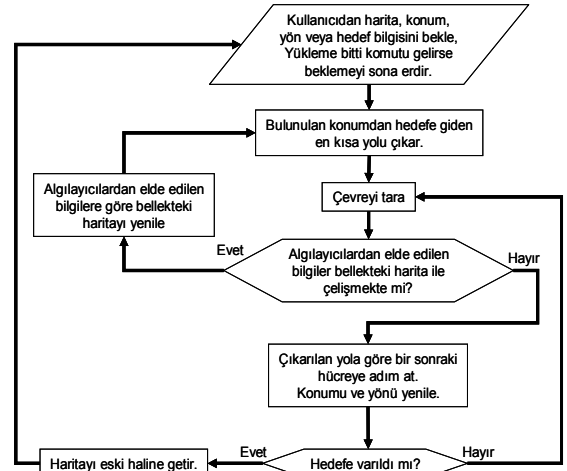 Kullanıcıdan harita, konum,
yön veya hedef bilgisini bekle,
Yükleme bitti komutu gelirse
beklemeyi sona erdir.
Bulunulan konumdan hedefe giden
en kısa yolu çıkar.
Algılayıcılardan elde edilen
bilgilere göre bellekteki
haritayı yenile
Çevreyi tara
Evet
Algılayıcılardan elde edilen
bilgiler bellekteki harita ile
çelişmekte mi?
Hayır
Çıkarılan yola göre bir sonraki
hücreye adım at.
Konumu ve yönü yenile.
Haritayı eski haline getir.
Evet
Hedefe varıldı mı?
Hayır